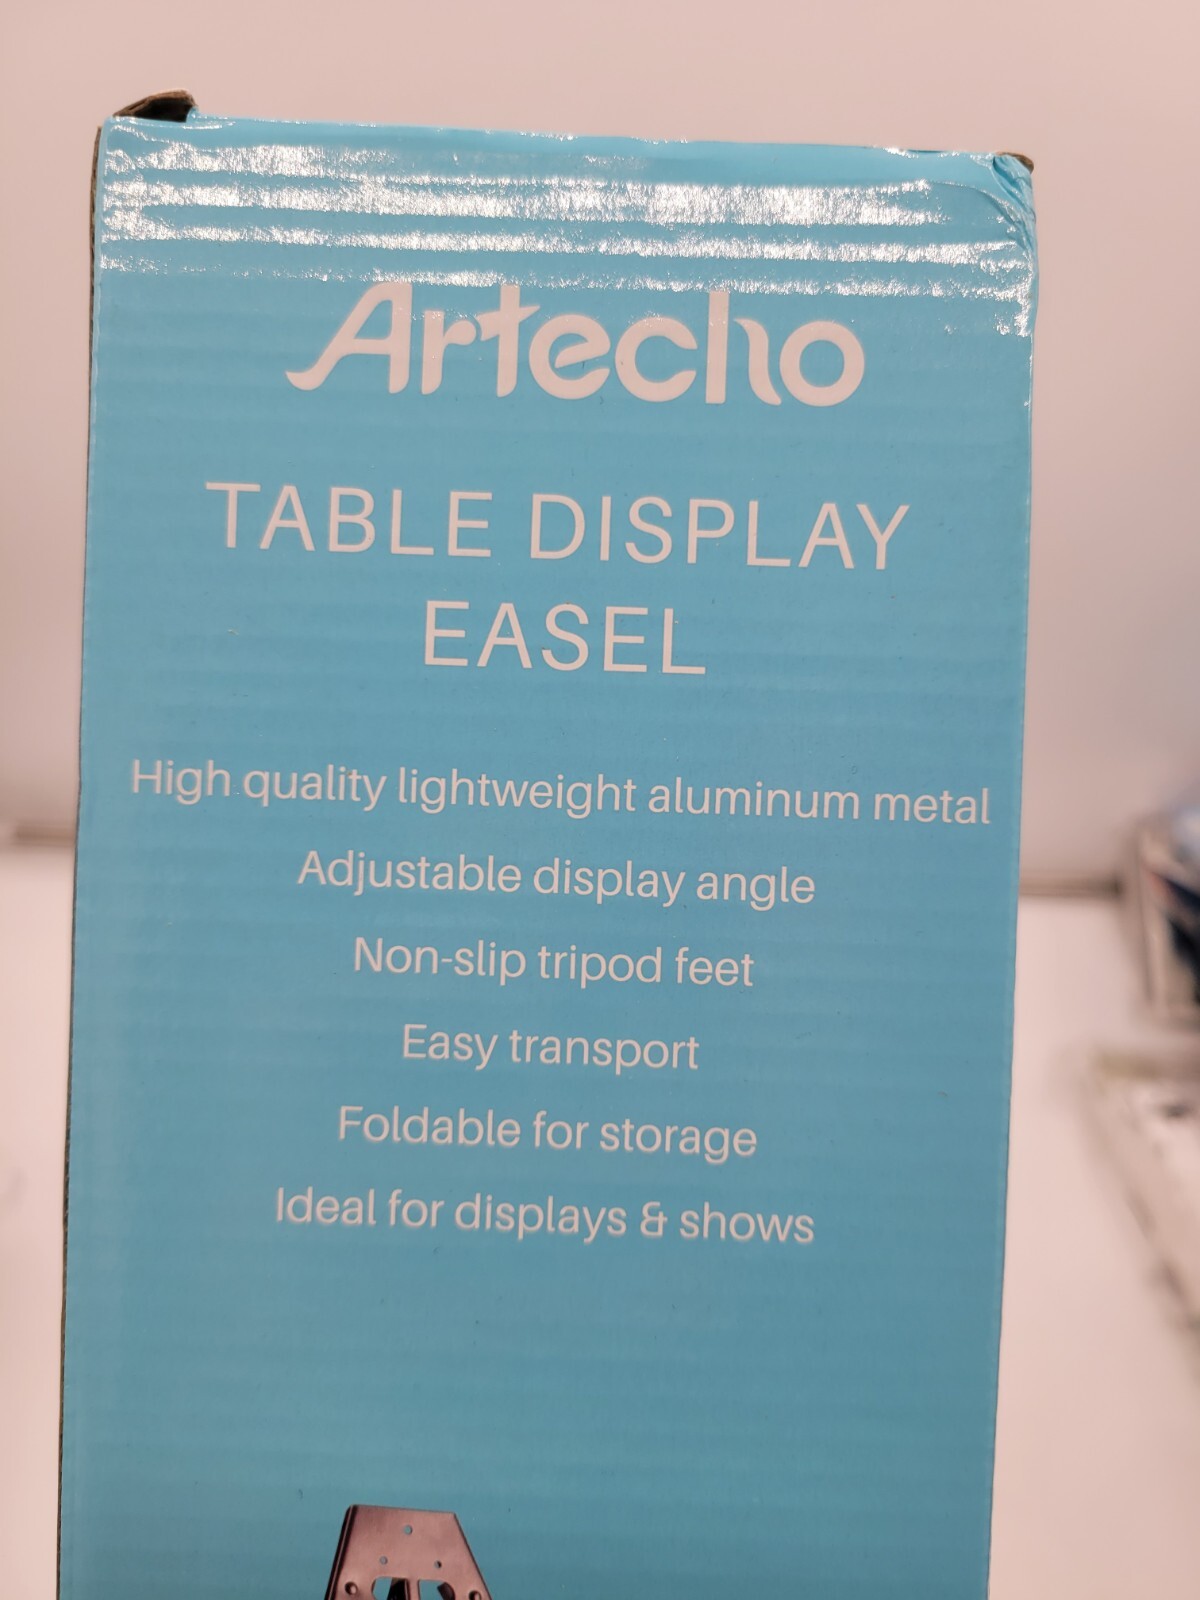 Artecho
TABLE DISPLAY
EASEL
High quality lightweight aluminum metal
Adjustable display angle
Non-slip tripod feet
Easy transport
Foldable for storage
Ideal for displays & shows